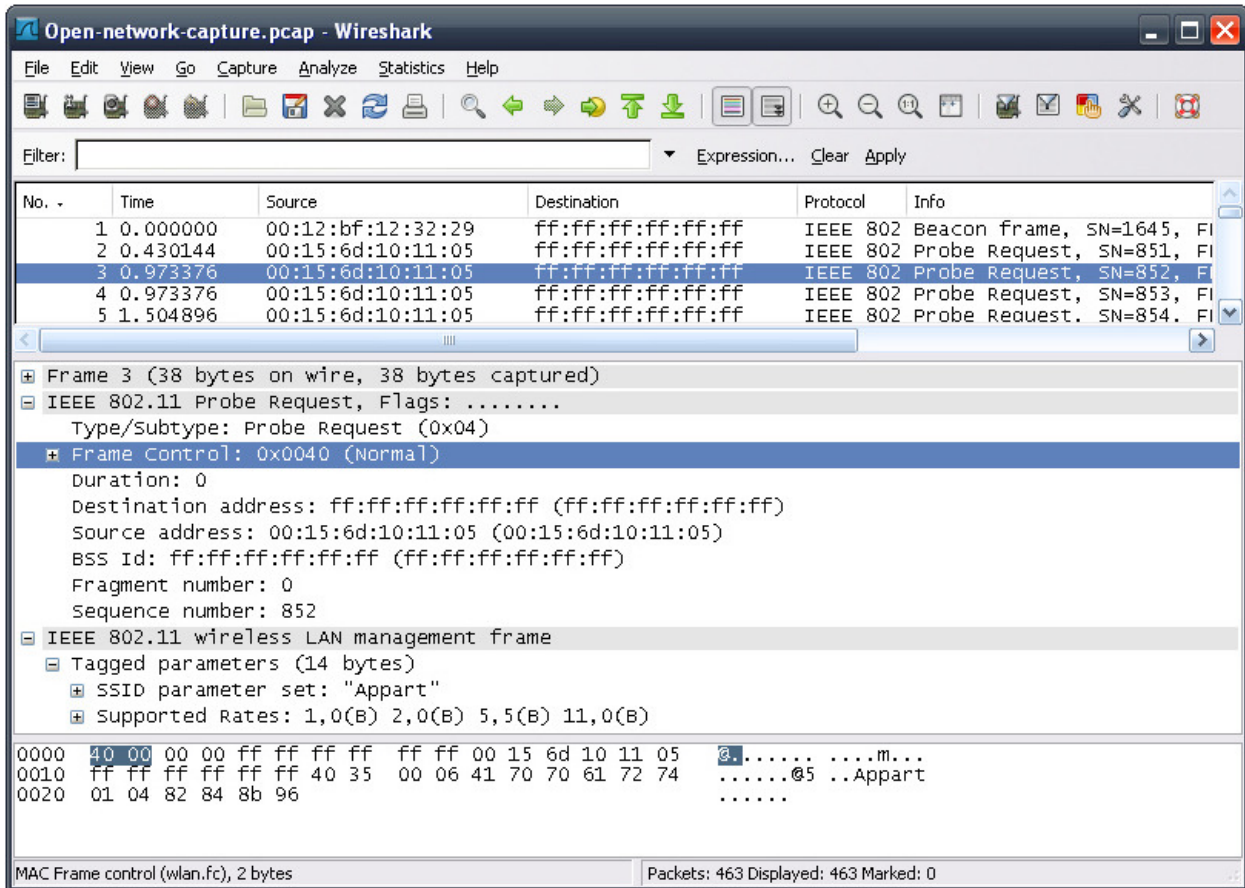 Open-network-capture.pcap - Wireshark
File Edit View Go Capture Analyze Statistics Help
Filter: Expression... Clear Apply
No. Time Source Destination Protocol Info
1 0.000000 00:12:bf:12:32:29 ff:ff:ff:ff:ff:ff IEEE 802 Beacon frame, SN=1645, Fl
2 0.430144 00:15:6d:10:11:05 ff:ff:ff:ff:ff:ff IEEE 802 Probe Request, SN=851, Fl
3 0.973376 00:15:6d:10:11:05 ff:ff:ff:ff:ff:ff IEEE 802 Probe Request, SN=852, Fl
4 0.973376 00:15:6d:10:11:05 ff:ff:ff:ff:ff:ff IEEE 802 Probe Request, SN=853, Fl
5 1.504896 00:15:6d:10:11:05 ff:ff:ff:ff:ff:ff IEEE 802 Probe Request, SN=854, Fl
Frame 3 (38 bytes on wire, 38 bytes captured)
IEEE 802.11 Probe Request, Flags: ........
Type/Subtype: Probe Request (0x04)
Frame Control: 0x0040 (Normal)
Duration: 0
Destination address: ff:ff:ff:ff:ff:ff (ff:ff:ff:ff:ff:ff)
Source address: 00:15:6d:10:11:05 (00:15:6d:10:11:05)
BSS Id: ff:ff:ff:ff:ff:ff (ff:ff:ff:ff:ff:ff)
Fragment number: 0
Sequence number: 852
IEEE 802.11 wireless LAN management frame
Tagged parameters (14 bytes)
SSID parameter set: "Appart"
Supported Rates: 1,0(B) 2,0(B) 5,5(B) 11,0(B)
0000 40 00 00 00 ff ff ff ff ff ff 00 15 6d 10 11 05 @....... ....m...
0010 ff ff ff ff ff ff 40 35 00 06 41 70 70 61 72 74 ......@5 ..Appart
0020 01 04 82 84 8b 96 ......
MAC Frame control (wlan.fc), 2 bytes Packets: 463 Displayed: 463 Marked: 0